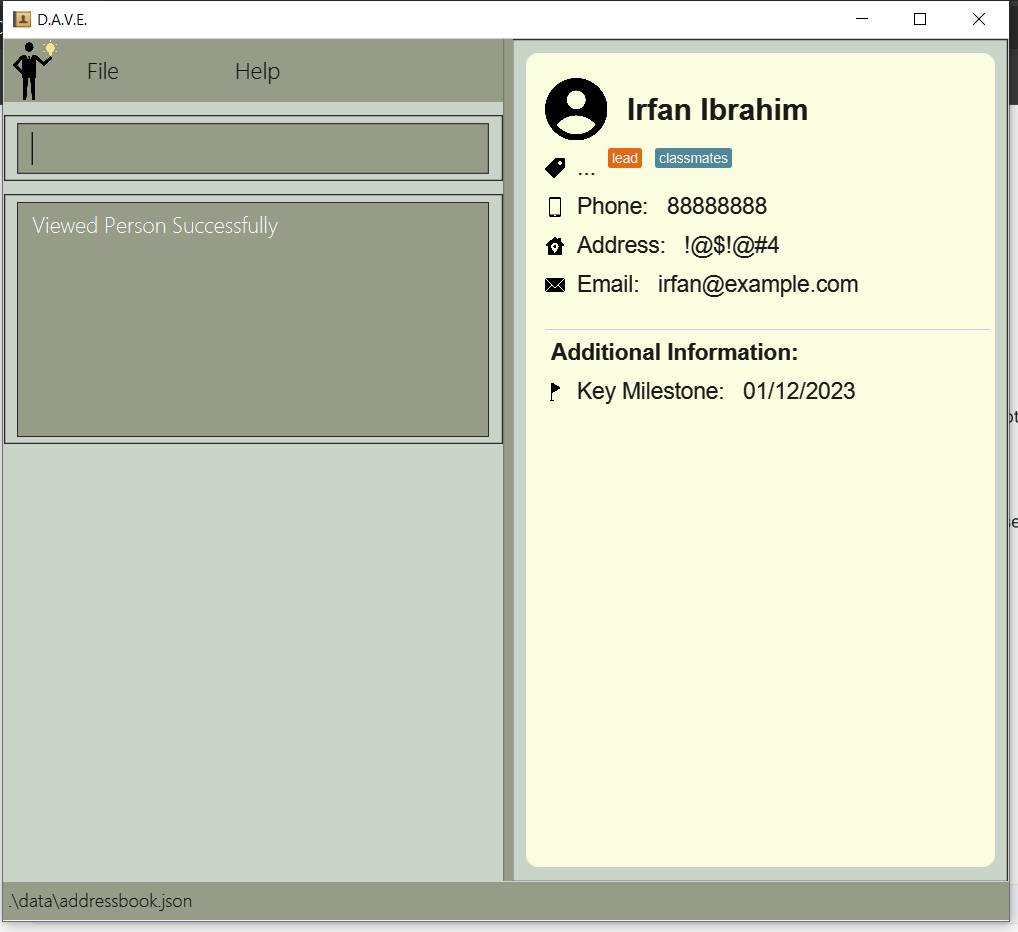 D.A.V.E.
File Help
Viewed Person Successfully
Irfan Ibrahim
... lead classmates
Phone: 88888888
Address: !@$!@#4
Email: irfan@example.com
Additional Information:
Key Milestone: 01/12/2023
.\data\addressbook.json